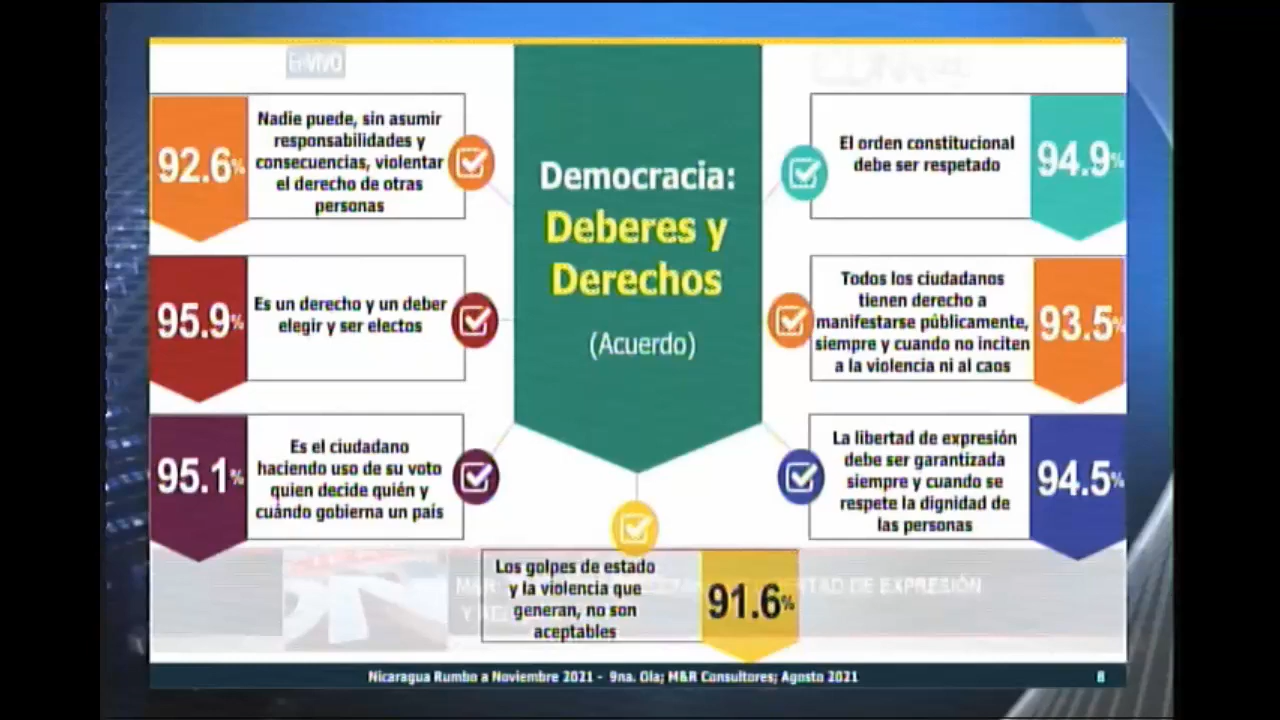 EnVIVO
Democracia:
Deberes y
Derechos
(Acuerdo)
92.6%
Nadie puede, sin asumir
responsabilidades y
consecuencias, violentar
el derecho de otras
personas
95.9%
Es un derecho y un deber
elegir y ser electos
95.1%
Es el ciudadano
haciendo uso de su voto
quien decide quién y
cuándo gobierna un país
El orden constitucional
debe ser respetado
94.9%
Todos los ciudadanos
tienen derecho a
manifestarse públicamente,
siempre y cuando no inciten
a la violencia ni al caos
93.5%
La libertad de expresión
debe ser garantizada
siempre y cuando se
respete la dignidad de
las personas
94.5%
Los golpes de estado
y la violencia que
generan, no son
aceptables
91.6%
DE EXPRESIÓN
Nicaragua Rumbo a Noviembre 2021 - 9na. Ola; M&R Consultores; Agosto 2021
8